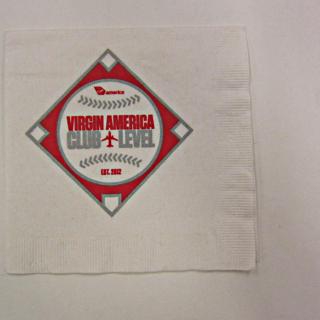 america
VIRGIN AMERICA
CLUB LEVEL
EST. 2012